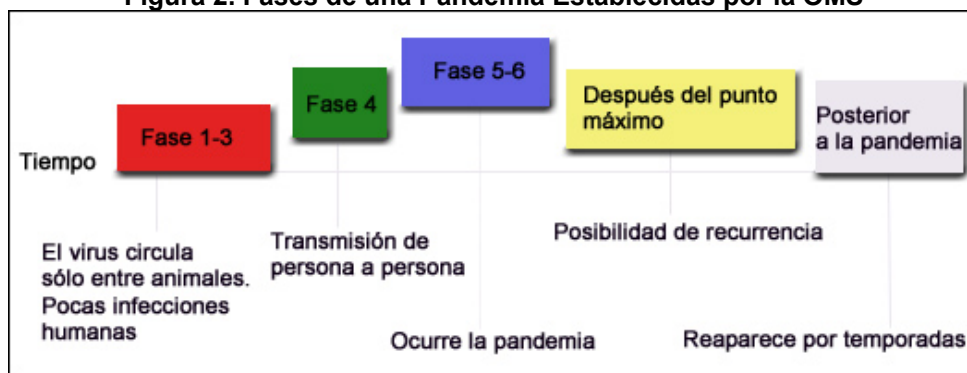 Figura 2. Fases de una Pandemia Establecidas por la OMS
Fase 1-3
Fase 4
Fase 5-6
Después del punto
máximo
Posterior
a la pandemia
Tiempo
El virus circula
sólo entre animales.
Pocas infecciones
humanas
Transmisión de
persona a persona
Ocurre la pandemia
Posibilidad de recurrencia
Reaparece por temporadas